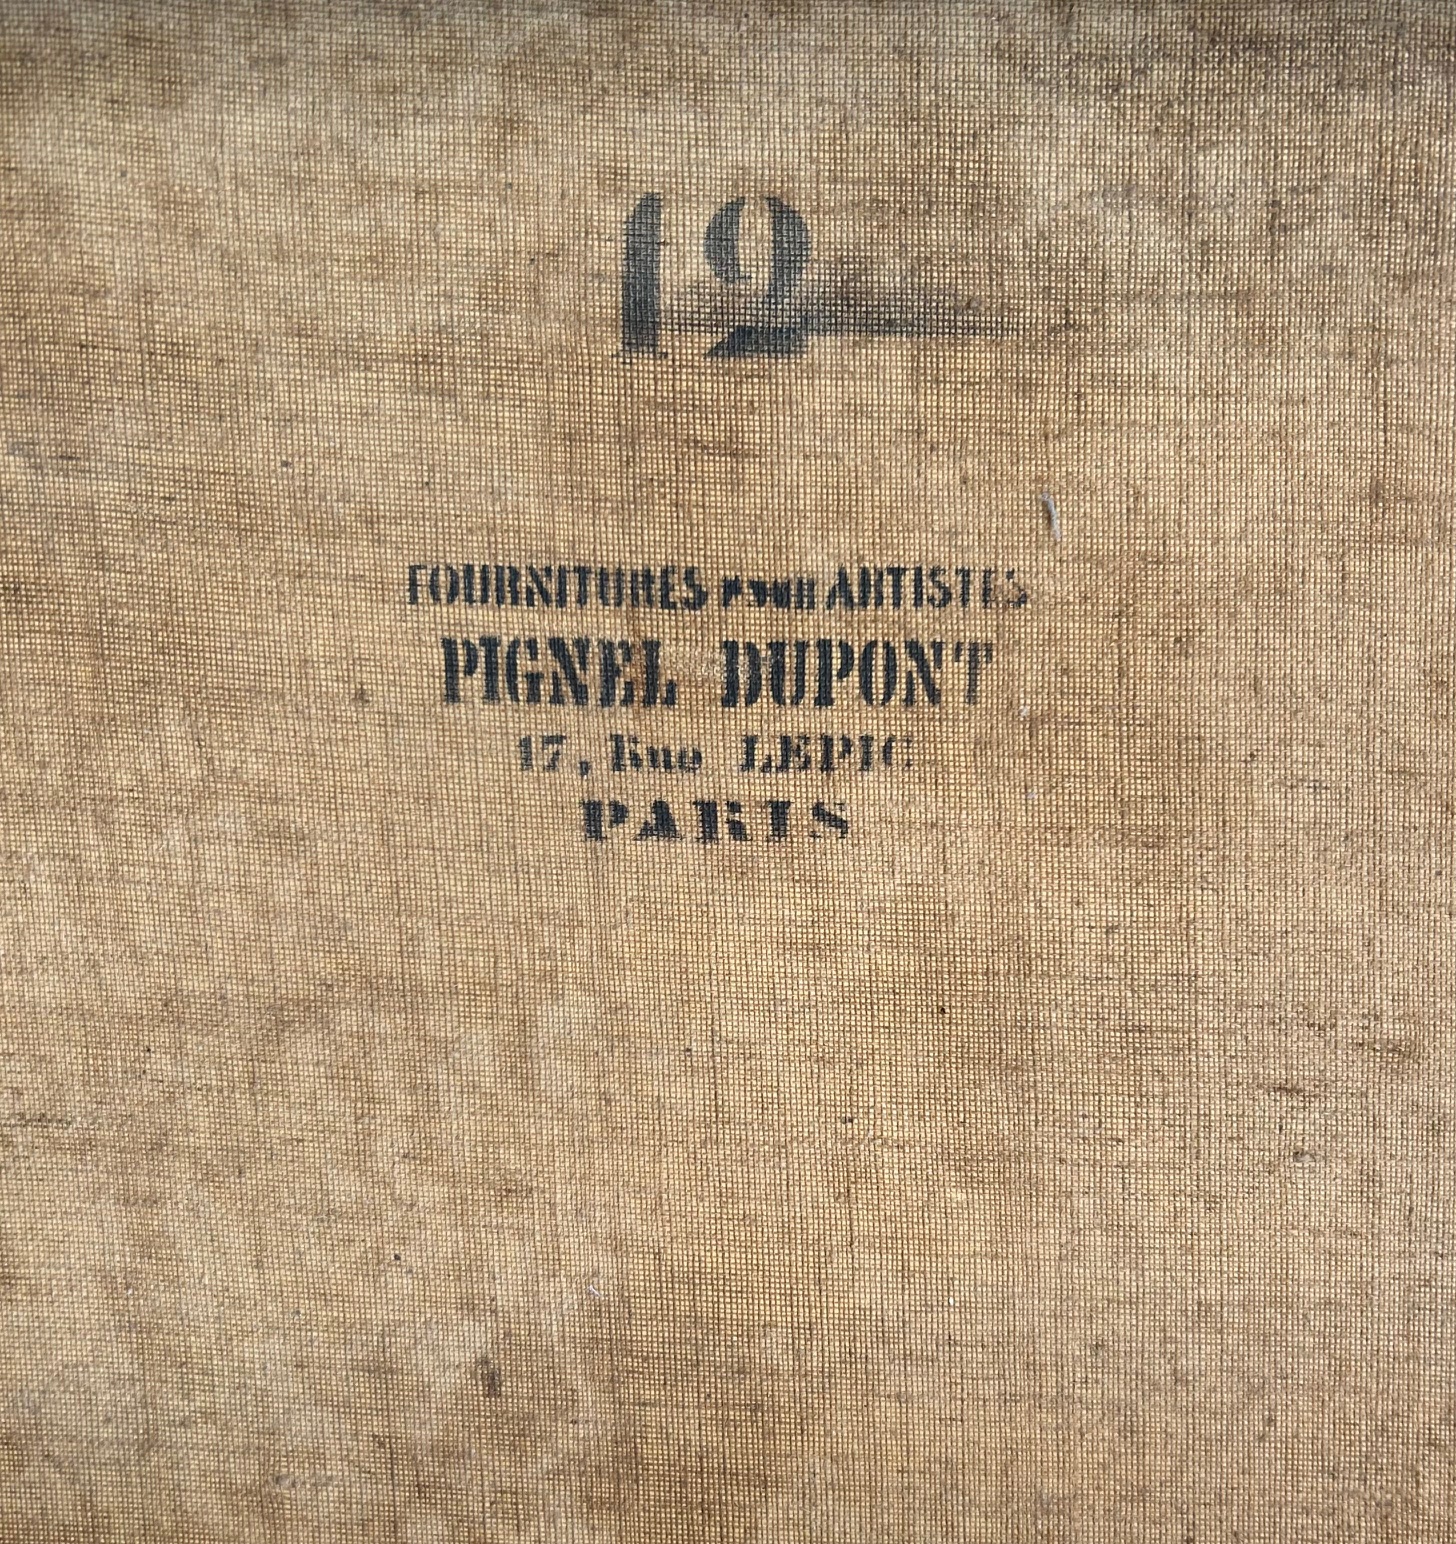 12
FOURNITURES POUR ARTISTES
PIGNEL DUPONT
17, Rue LEPIC
PARIS